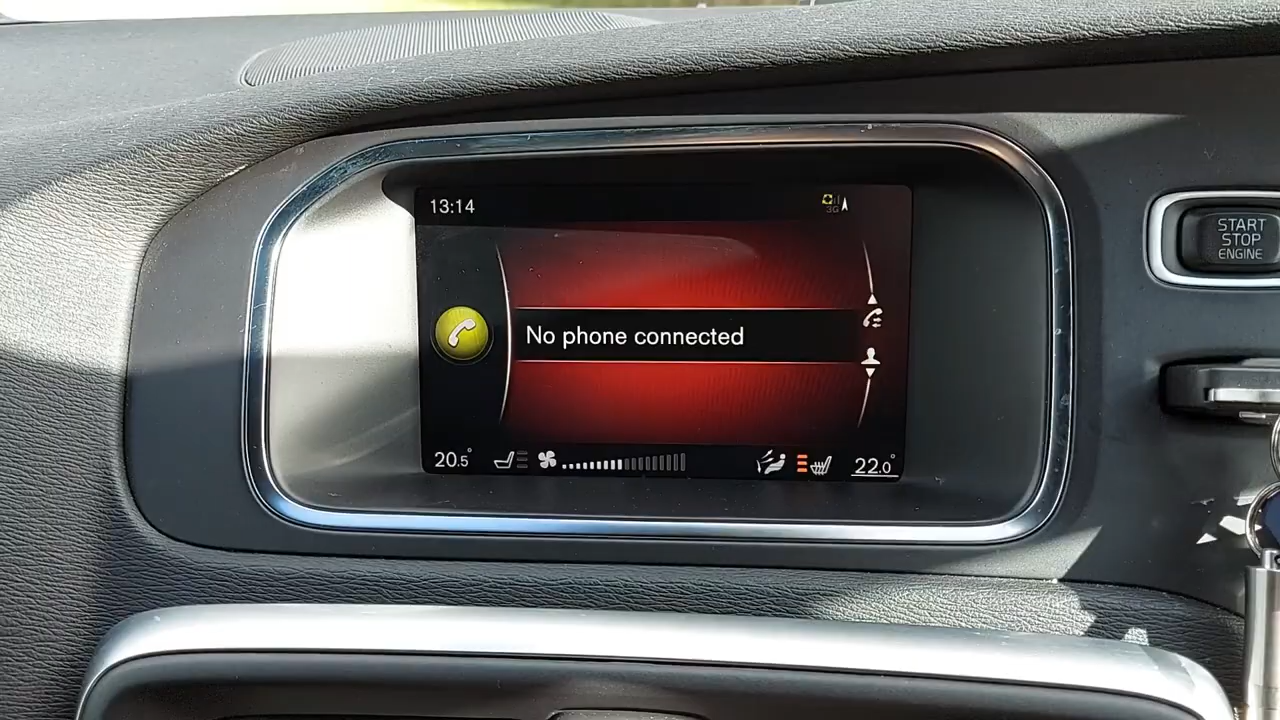 13:14
3G
START
STOP
ENGINE
No phone connected
20.5°
22.0°